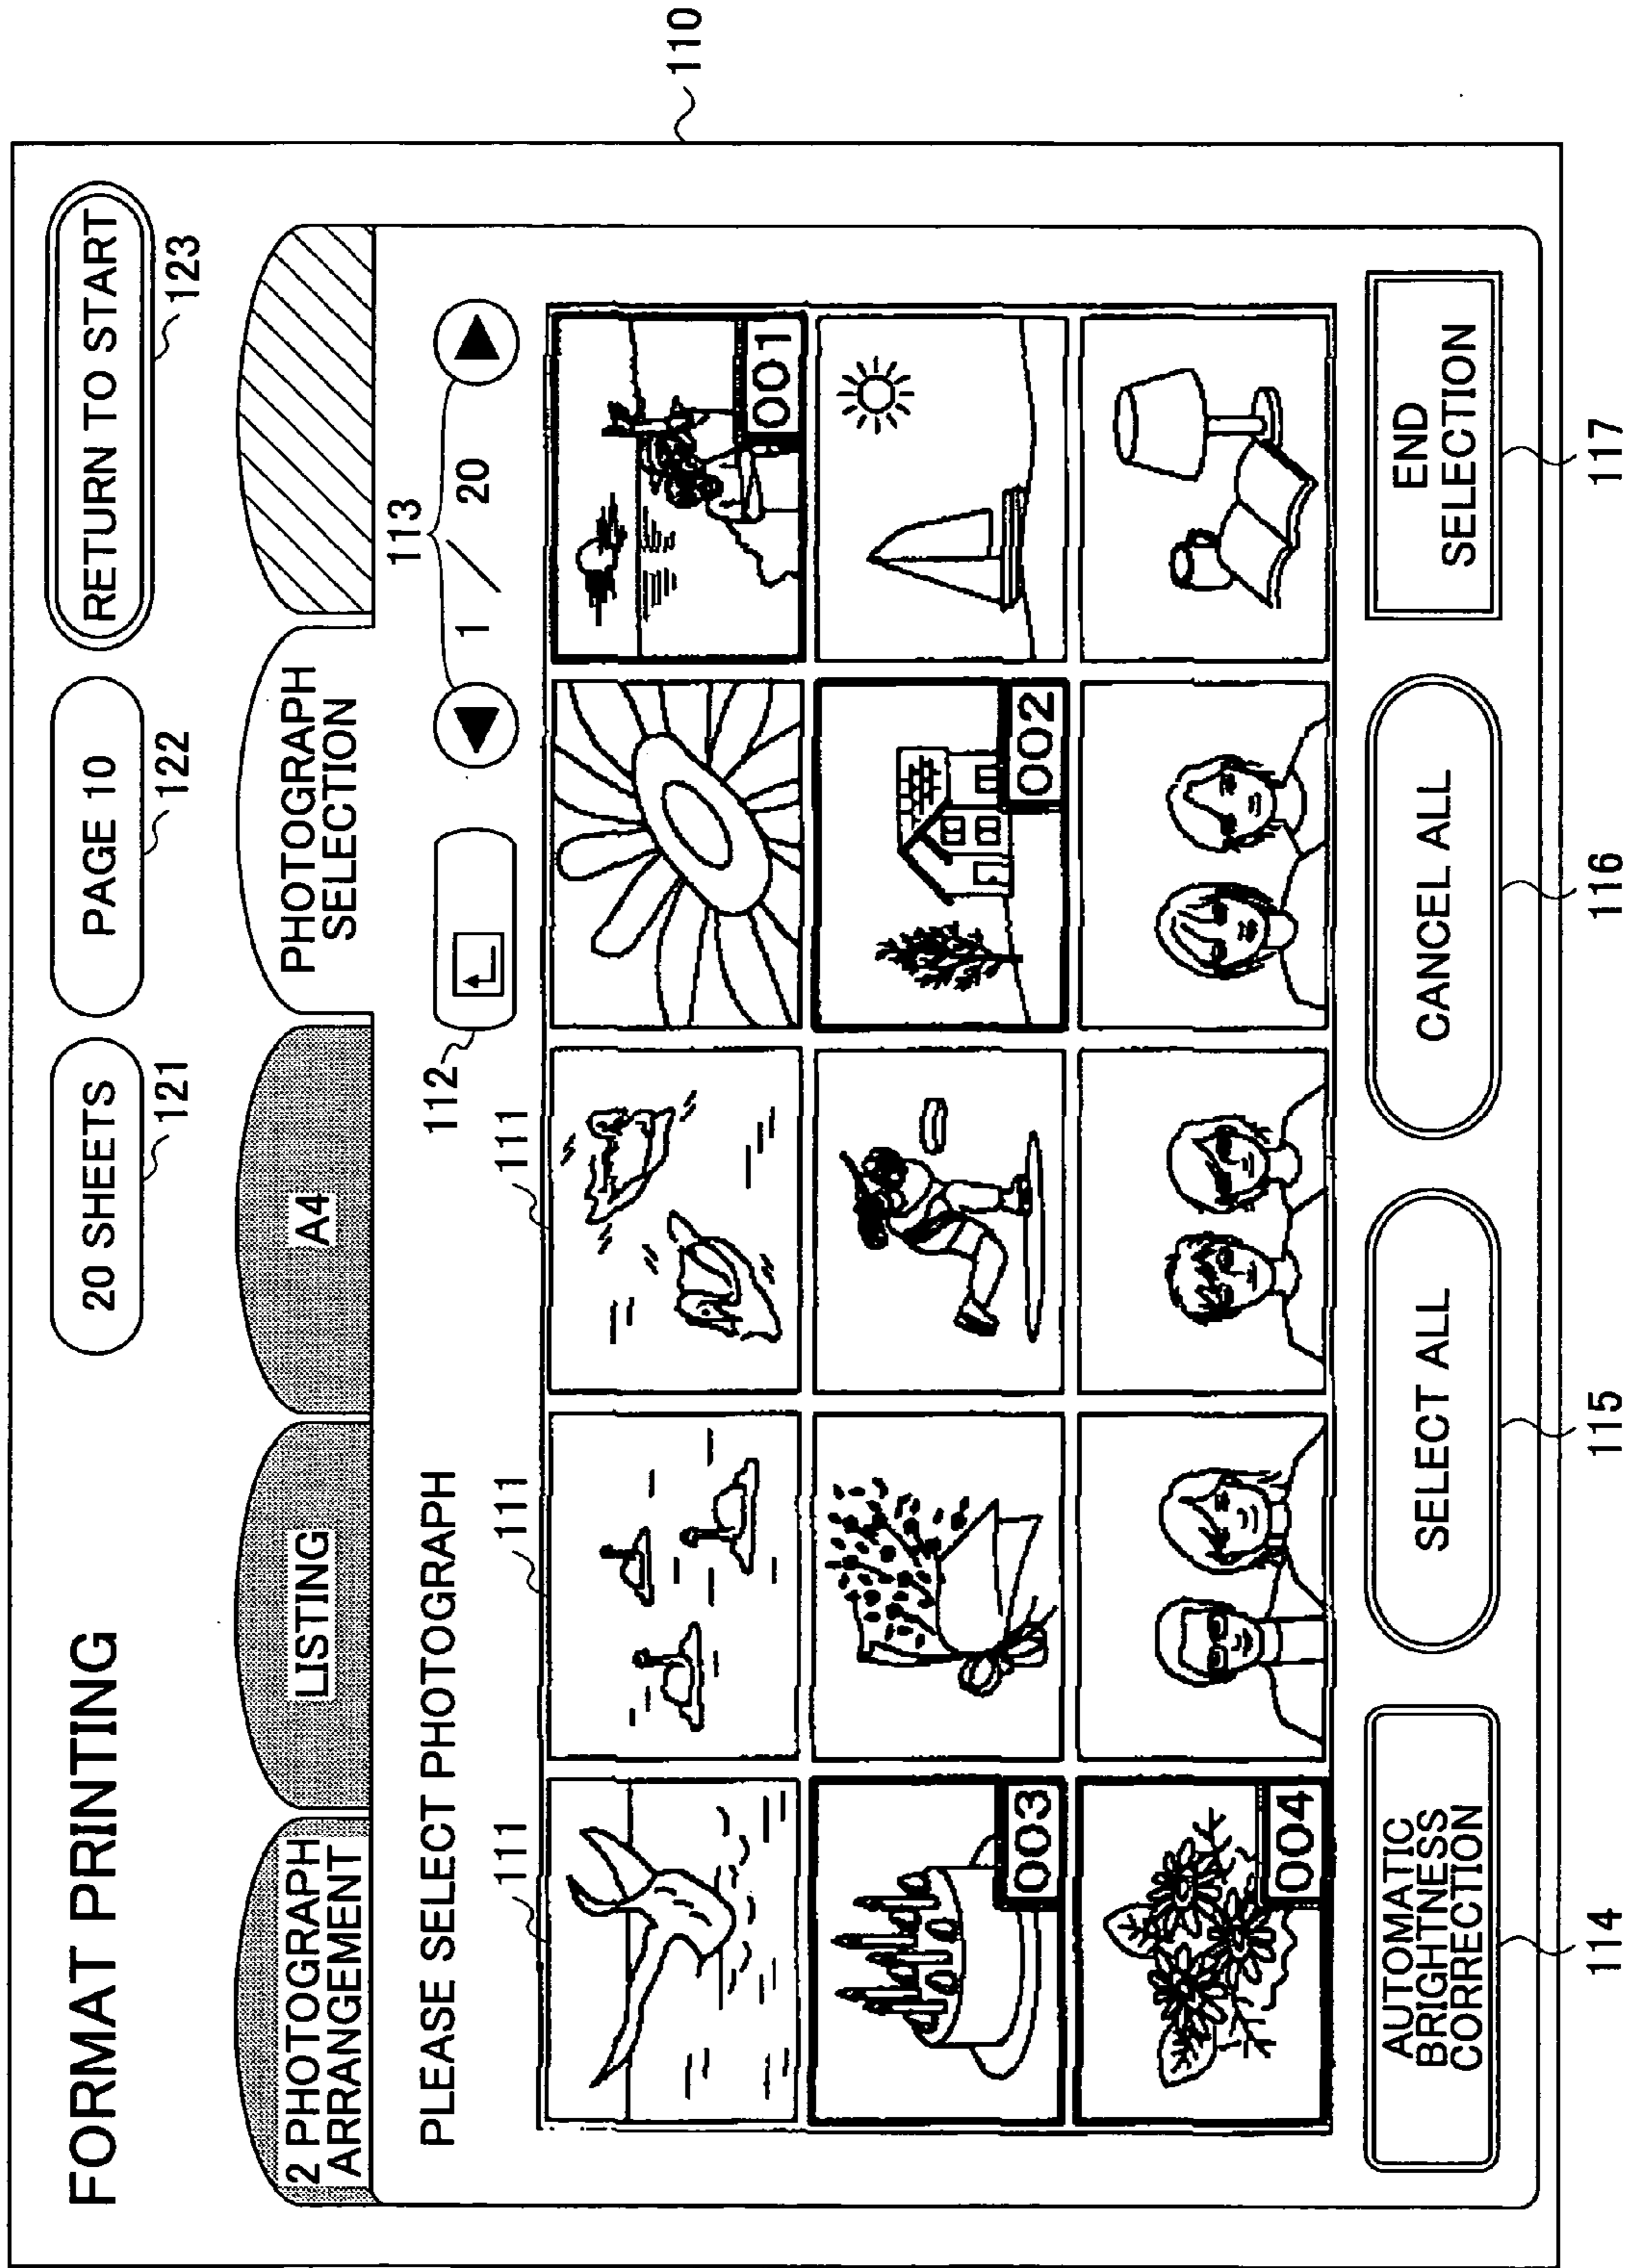 FORMAT PRINTING
20 SHEETS
121
PAGE 10
122
RETURN TO START
123
2 PHOTOGRAPH
ARRANGEMENT
LISTING
A4
PHOTOGRAPH
SELECTION
110
PLEASE SELECT PHOTOGRAPH
112
113
1 / 20
111
111
111
001
003
002
004
AUTOMATIC
BRIGHTNESS
CORRECTION
SELECT ALL
CANCEL ALL
END
SELECTION
114
115
116
117